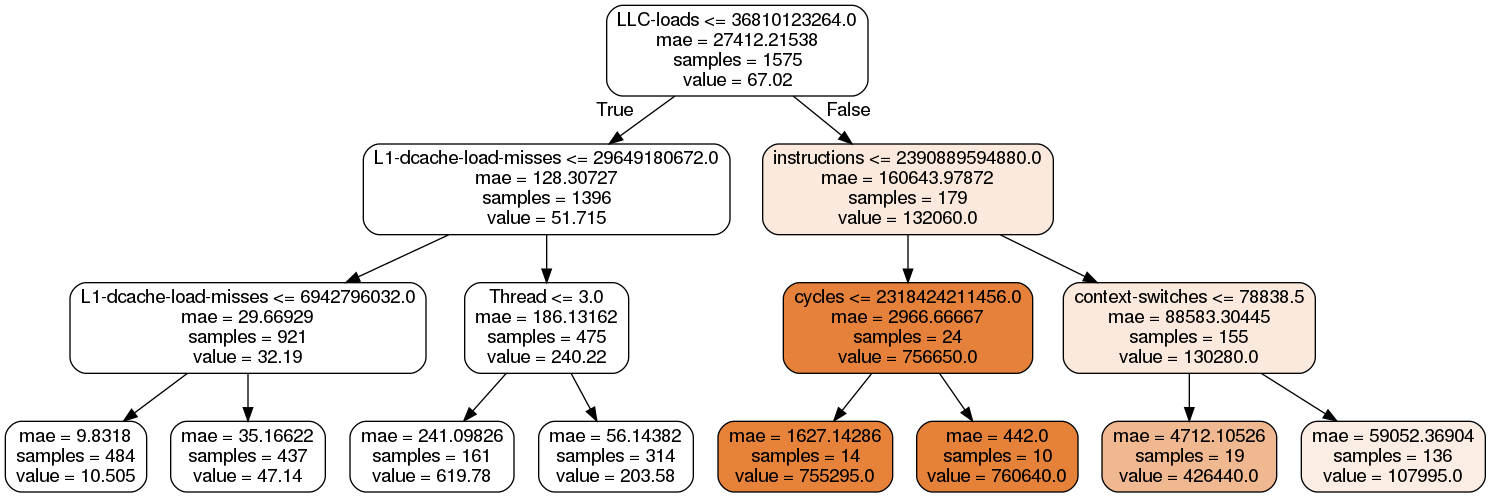 LLC-loads <= 36810123264.0
mae = 27412.21538
samples = 1575
value = 67.02
True
False
L1-dcache-load-misses <= 29649180672.0
mae = 128.30727
samples = 1396
value = 51.715
instructions <= 2390889594880.0
mae = 160643.97872
samples = 179
value = 132060.0
L1-dcache-load-misses <= 6942796032.0
mae = 29.66929
samples = 921
value = 32.19
Thread <= 3.0
mae = 186.13162
samples = 475
value = 240.22
cycles <= 2318424211456.0
mae = 2966.66667
samples = 24
value = 756650.0
context-switches <= 78838.5
mae = 88583.30445
samples = 155
value = 130280.0
mae = 9.8318
samples = 484
value = 10.505
mae = 35.16622
samples = 437
value = 47.14
mae = 241.09826
samples = 161
value = 619.78
mae = 56.14382
samples = 314
value = 203.58
mae = 1627.14286
samples = 14
value = 755295.0
mae = 442.0
samples = 10
value = 760640.0
mae = 4712.10526
samples = 19
value = 426440.0
mae = 59052.36904
samples = 136
value = 107995.0